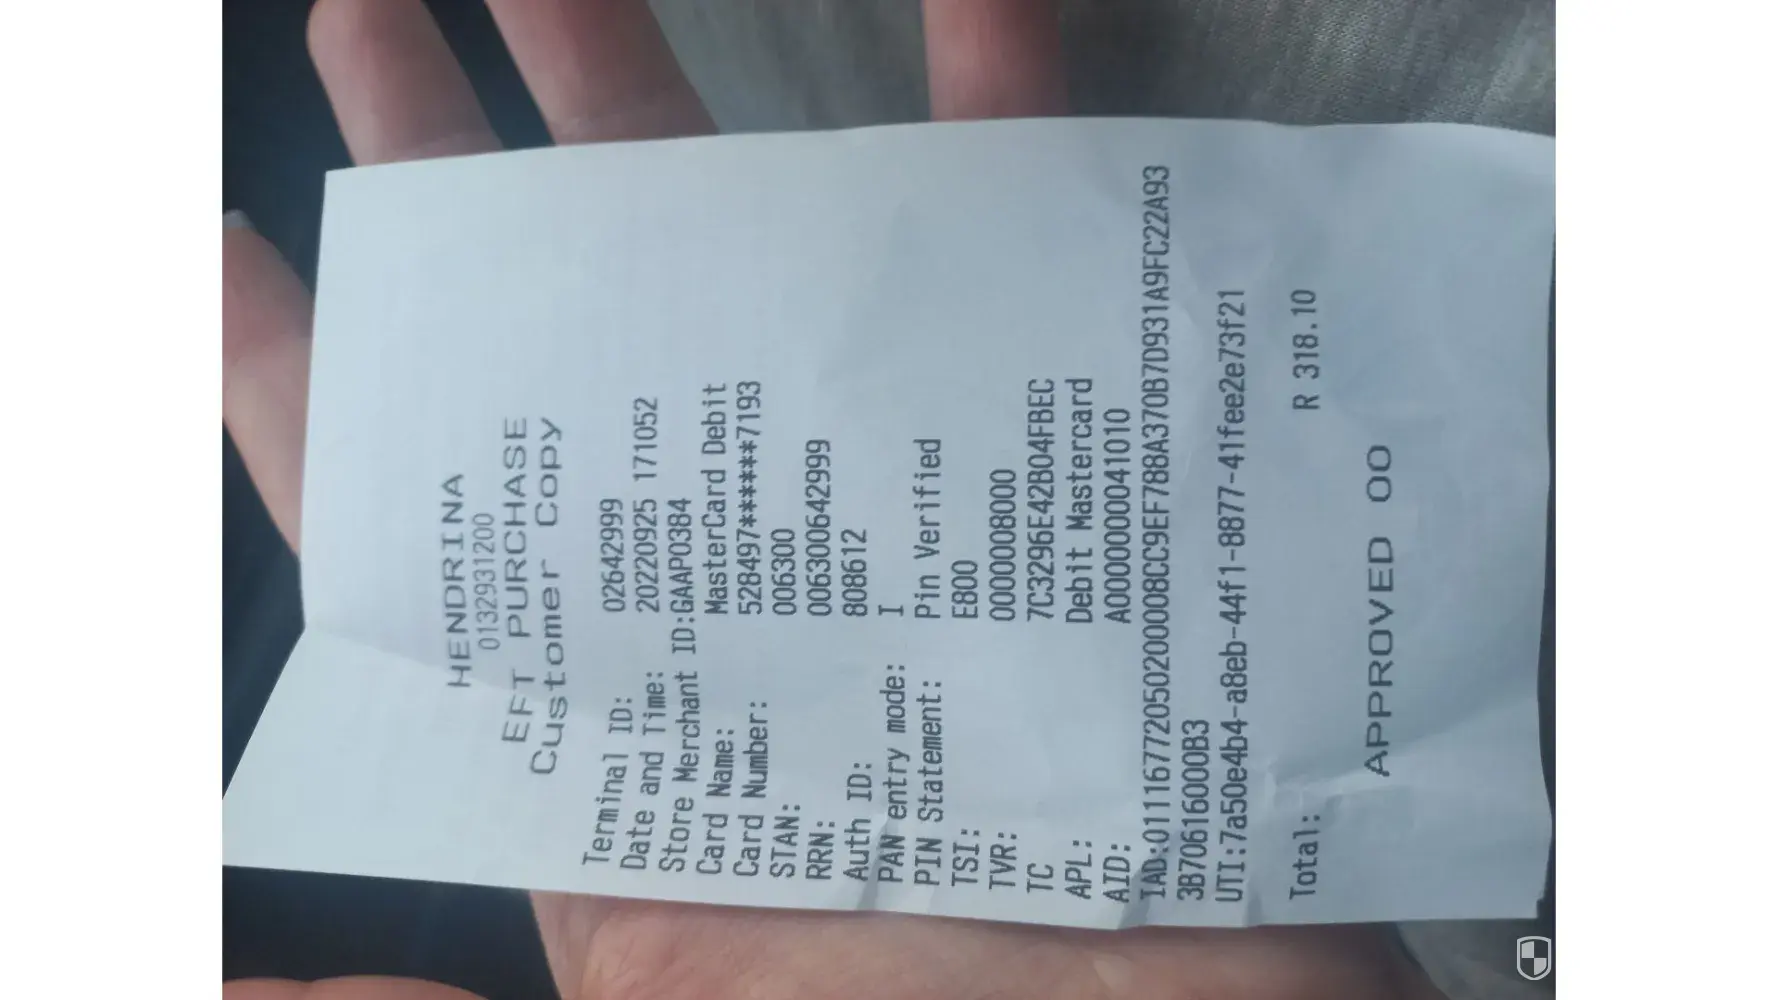 HENDRINA
0132931200
EFT PURCHASE
Customer Copy
Terminal ID: 02642999
Date and Time: 20220925 171052
Store Merchant ID:GAAP0384
Card Name: MasterCard Debit
Card Number: 528497******7193
STAN: 006300
RRN: 006300642999
Auth ID: 808612
PAN entry mode: I
PIN Statement: Pin Verified
TSI: E800
TVR: 0000008000
TC 7C3296E42B04FBEC
APL: Debit Mastercard
AID: A0000000041010
IAD:0111677205020008CC9EF788A370B7D931A9FC22A93
3B70616000B3
UTI:7a50e4b4-a8eb-44f1-8877-41fee2e73f21
Total: R 318.10
APPROVED 00